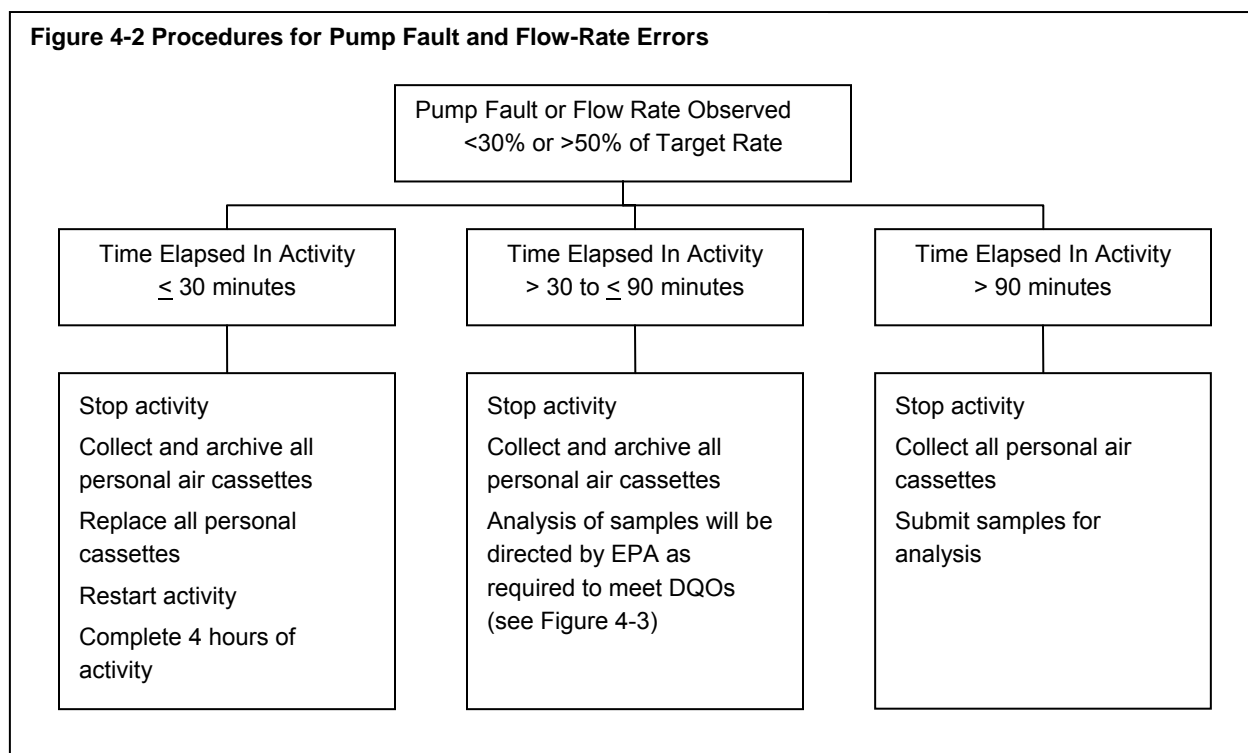 Figure 4-2 Procedures for Pump Fault and Flow-Rate Errors
Pump Fault or Flow Rate Observed
<30% or >50% of Target Rate
Time Elapsed In Activity
≤ 30 minutes
Time Elapsed In Activity
> 30 to ≤ 90 minutes
Time Elapsed In Activity
> 90 minutes
Stop activity
Collect and archive all
personal air cassettes
Replace all personal
cassettes
Restart activity
Complete 4 hours of
activity
Stop activity
Collect and archive all
personal air cassettes
Analysis of samples will be
directed by EPA as
required to meet DQOs
(see Figure 4-3)
Stop activity
Collect all personal air
cassettes
Submit samples for
analysis